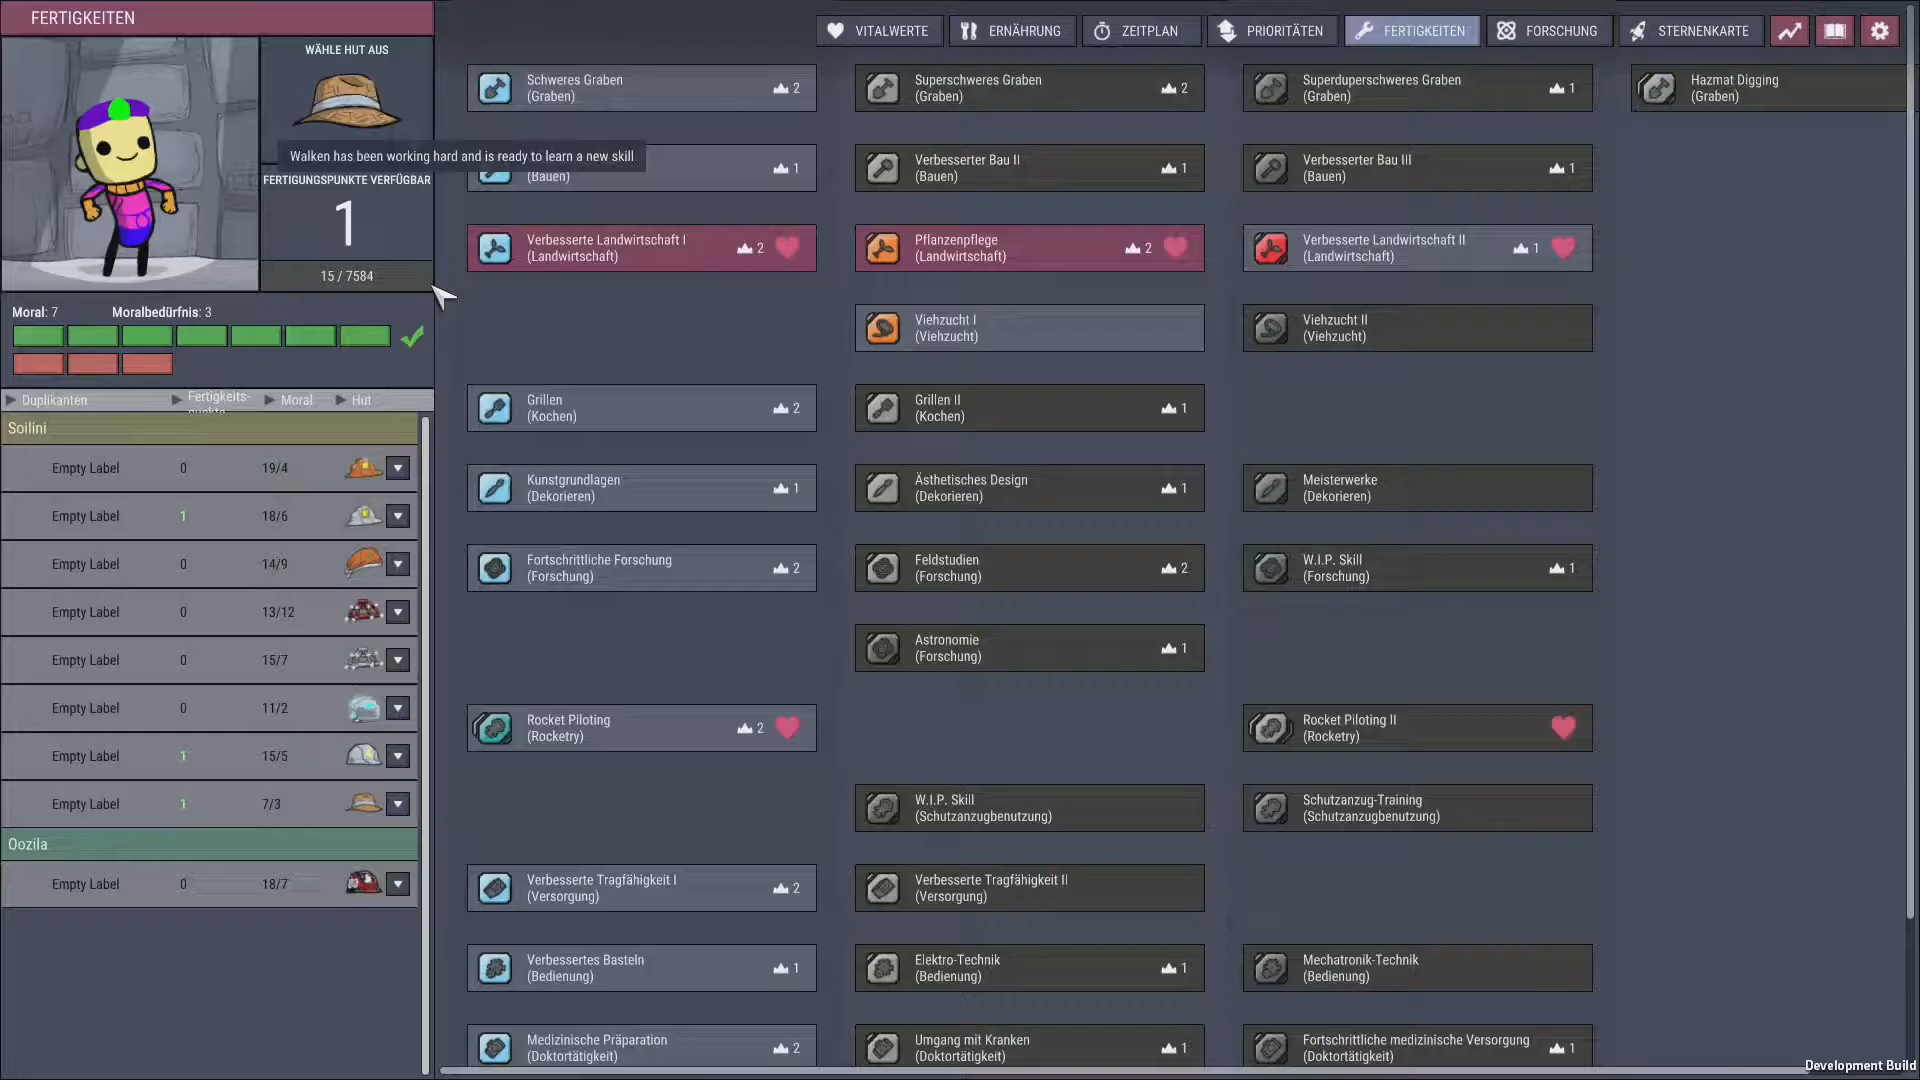 FERTIGKEITEN
VITALWERTE
ERNÄHRUNG
ZEITPLAN
PRIORITÄTEN
FERTIGKEITEN
FORSCHUNG
STERNENKARTE
WÄHLE HUT AUS
Walken has been working hard and is ready to learn a new skill
FERTIGUNGSPUNKTE VERFÜGBAR
1
15 / 7584
Moral: 7
Moralbedürfnis: 3
Duplikanten
Fertigkeits-
punkte
Moral
Hut
Soilini
Empty Label 0 19/4
Empty Label 1 18/6
Empty Label 0 14/9
Empty Label 0 13/12
Empty Label 0 15/7
Empty Label 0 11/2
Empty Label 1 15/5
Empty Label 1 7/3
Oozila
Empty Label 0 18/7
Schweres Graben
(Graben)
2
Superschweres Graben
(Graben)
2
Superduperschweres Graben
(Graben)
1
Hazmat Digging
(Graben)
(Bauen)
1
Verbesserter Bau II
(Bauen)
1
Verbesserter Bau III
(Bauen)
1
Verbesserte Landwirtschaft I
(Landwirtschaft)
2
Pflanzenpflege
(Landwirtschaft)
2
Verbesserte Landwirtschaft II
(Landwirtschaft)
1
Viehzucht I
(Viehzucht)
Viehzucht II
(Viehzucht)
Grillen
(Kochen)
2
Grillen II
(Kochen)
1
Kunstgrundlagen
(Dekorieren)
1
Ästhetisches Design
(Dekorieren)
1
Meisterwerke
(Dekorieren)
Fortschrittliche Forschung
(Forschung)
2
Feldstudien
(Forschung)
2
W.I.P. Skill
(Forschung)
1
Astronomie
(Forschung)
1
Rocket Piloting
(Rocketry)
2
Rocket Piloting II
(Rocketry)
W.I.P. Skill
(Schutzanzugbenutzung)
Schutzanzug-Training
(Schutzanzugbenutzung)
Verbesserte Tragfähigkeit I
(Versorgung)
2
Verbesserte Tragfähigkeit II
(Versorgung)
Verbessertes Basteln
(Bedienung)
1
Elektro-Technik
(Bedienung)
1
Mechatronik-Technik
(Bedienung)
Medizinische Präparation
(Doktortätigkeit)
2
Umgang mit Kranken
(Doktortätigkeit)
1
Fortschrittliche medizinische Versorgung
(Doktortätigkeit)
1
Development Build